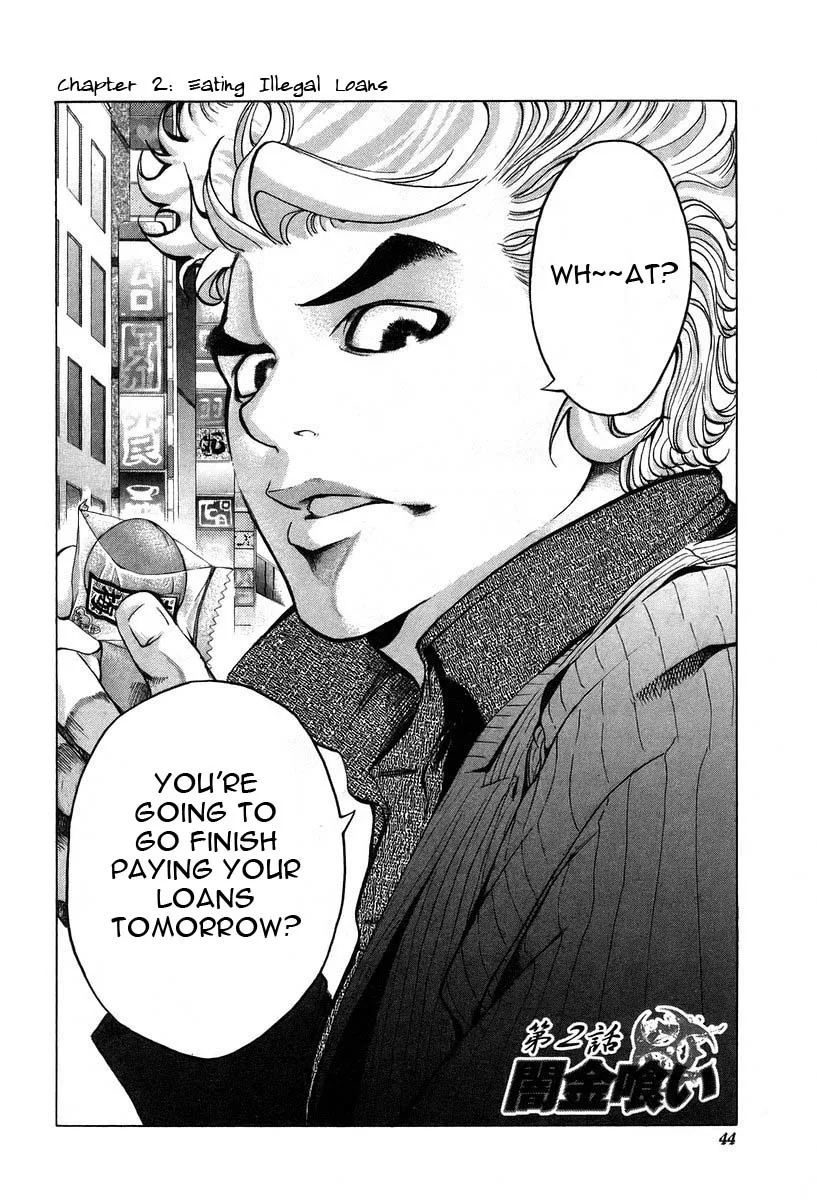 Chapter 2: Eating Illegal Loans
WH~~AT?
YOU'RE
GOING TO
GO FINISH
PAYING YOUR
LOANS
TOMORROW?
第2話
闇金喰い
44